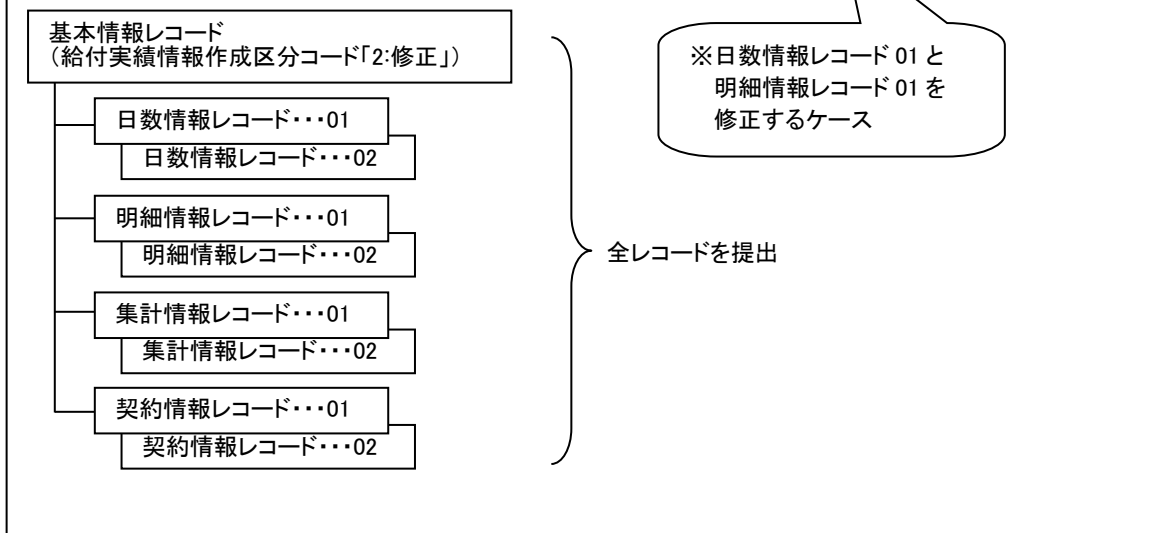 基本情報レコード
(給付実績情報作成区分コード「2:修正」)
日数情報レコード・・・01
日数情報レコード・・・02
明細情報レコード・・・01
明細情報レコード・・・02
集計情報レコード・・・01
集計情報レコード・・・02
契約情報レコード・・・01
契約情報レコード・・・02
全レコードを提出
※日数情報レコード 01 と
明細情報レコード 01 を
修正するケース